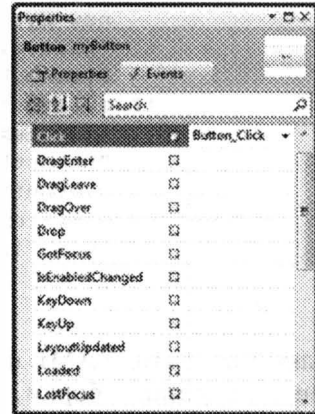 Properties
Button myButton
Properties Events
Search
Click Button_Click
DragEnter
DragLeave
DragOver
Drop
GotFocus
IsEnabledChanged
KeyDown
KeyUp
LayoutUpdated
Loaded
LostFocus